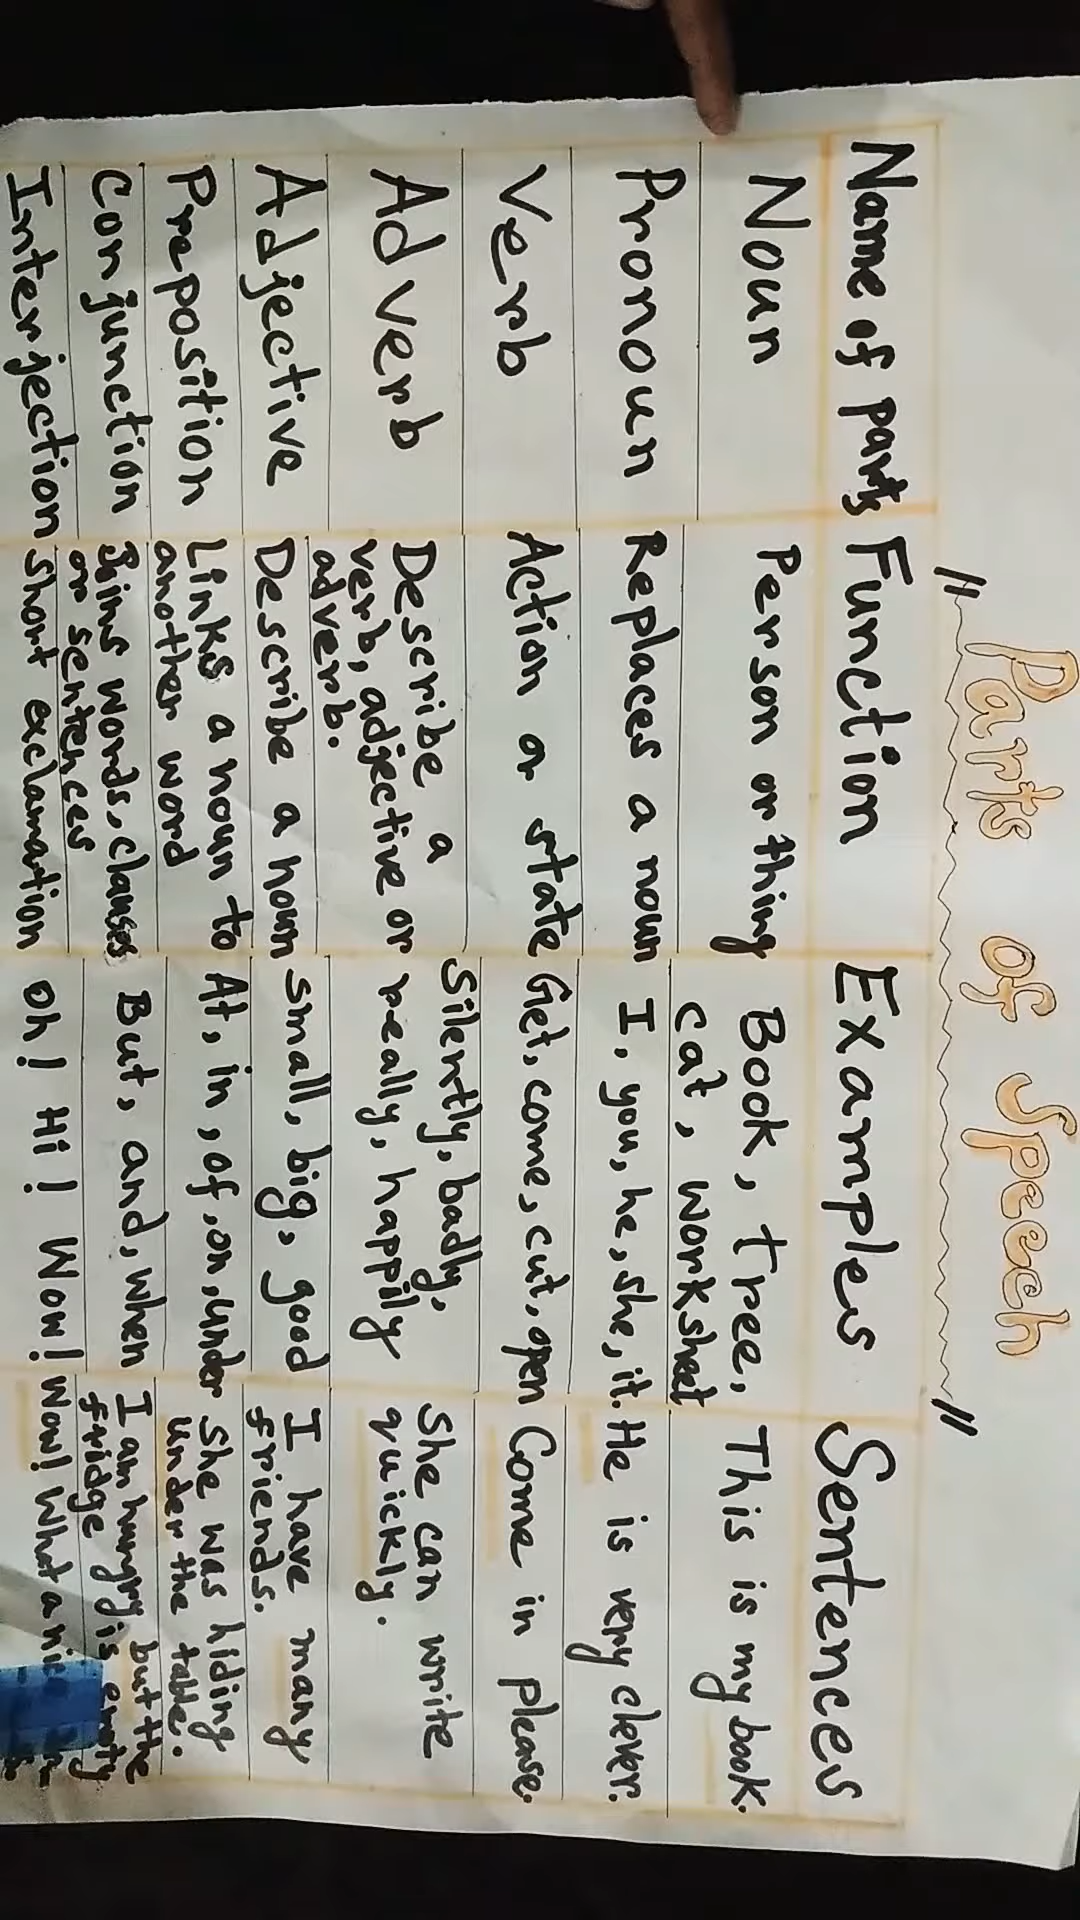 Parts of Speech
Name of parts Function Examples Sentences
Noun Person or thing Book, tree, This is my book.
cat, worksheet
Pronoun Replaces a noun I, you, he, she, it. He is very clever.
Verb Action or state Get, come, cut, open Come in please.
Adverb Describe a Silently, badly, She can write
verb, adjective or really, happily quickly.
adverb.
Adjective Describe a noun small, big, good I have many
friends.
Preposition Links a noun to At, in, of, on, under She was hiding
another word under the table.
Conjunction Joins words, clauses But, and, when I am hungry but the
or sentences fridge is emty
Interjection short exclamation oh! Hi! Wow! Wow! What a